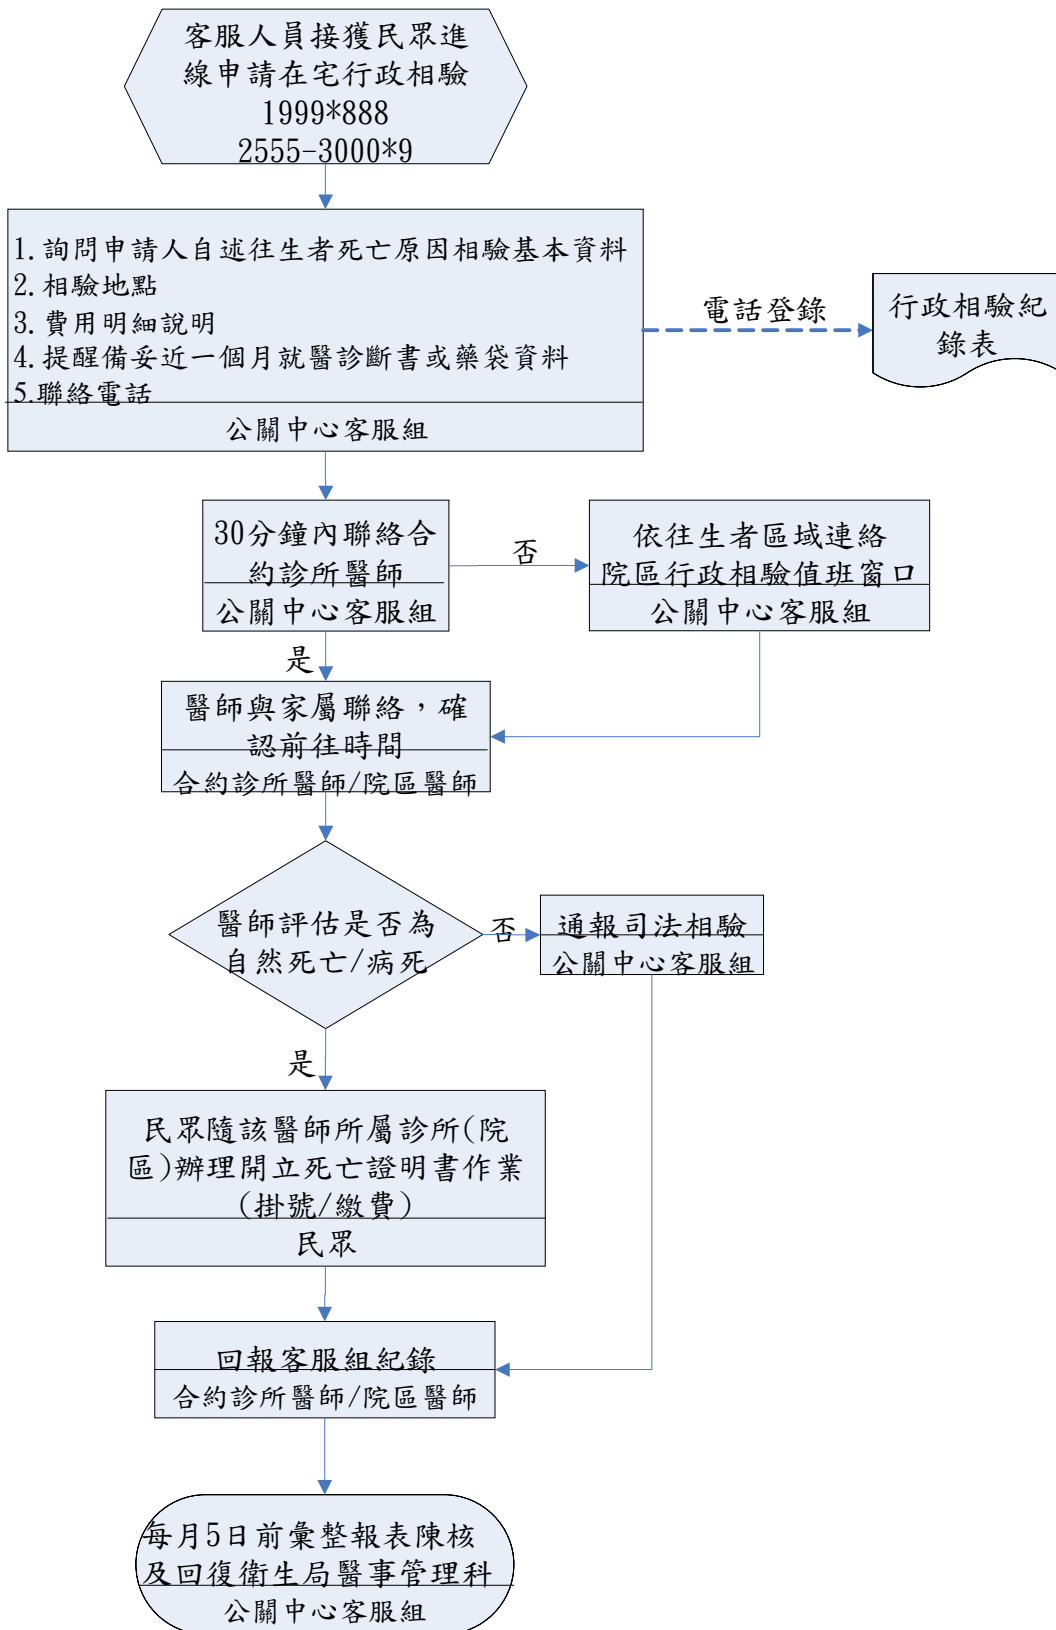 客服人員接獲民眾進
線申請在宅行政相驗
1999*888
2555-3000*9
1.詢問申請人自述往生者死亡原因相驗基本資料
2.相驗地點
3.費用明細說明
4.提醒備妥近一個月就醫診斷書或藥袋資料
5.聯絡電話
公關中心客服組
電話登錄
行政相驗紀
錄表
30分鐘內聯絡合
約診所醫師
公關中心客服組
否
依往生者區域連絡
院區行政相驗值班窗口
公關中心客服組
是
醫師與家屬聯絡，確
認前往時間
合約診所醫師/院區醫師
醫師評估是否為
自然死亡/病死
否
通報司法相驗
公關中心客服組
是
民眾隨該醫師所屬診所(院
區)辦理開立死亡證明書作業
(掛號/繳費)
民眾
回報客服組紀錄
合約診所醫師/院區醫師
每月5日前彙整報表陳核
及回復衛生局醫事管理科
公關中心客服組